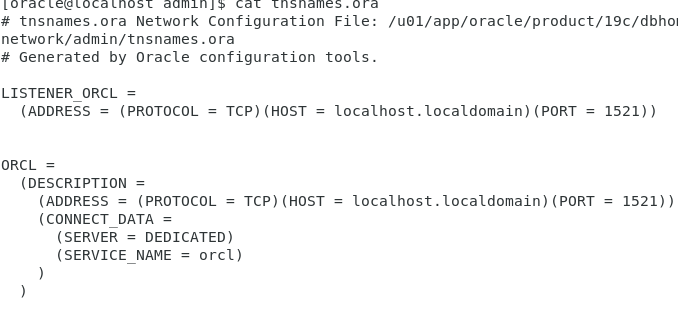 [oracle@localhost admin]$ cat tnsnames.ora
# tnsnames.ora Network Configuration File: /u01/app/oracle/product/19c/dbhom
network/admin/tnsnames.ora
# Generated by Oracle configuration tools.
LISTENER_ORCL =
(ADDRESS = (PROTOCOL = TCP)(HOST = localhost.localdomain)(PORT = 1521))
ORCL =
(DESCRIPTION =
(ADDRESS = (PROTOCOL = TCP)(HOST = localhost.localdomain)(PORT = 1521))
(CONNECT_DATA =
(SERVER = DEDICATED)
(SERVICE_NAME = orcl)
)
)